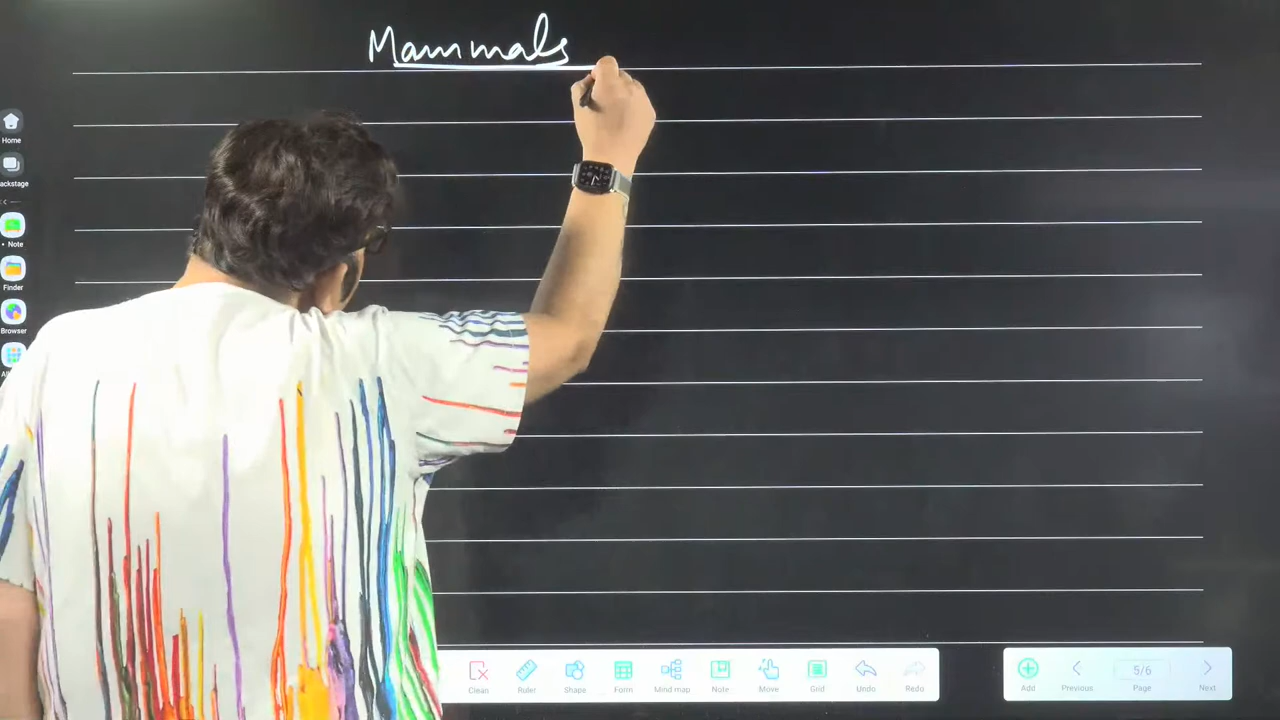 Mammals
Home
ackstage
Note
Finder
Browser
Clean
Ruler
Shape
Form
Mind map
Note
Move
Grid
Undo
Redo
Add
Previous
5/6
Page
Next